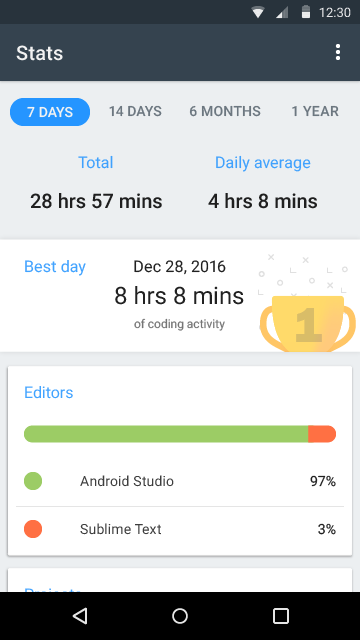 12:30
Stats
7 DAYS 14 DAYS 6 MONTHS 1 YEAR
Total Daily average
28 hrs 57 mins 4 hrs 8 mins
Best day Dec 28, 2016
8 hrs 8 mins
of coding activity
1
Editors
Android Studio 97%
Sublime Text 3%